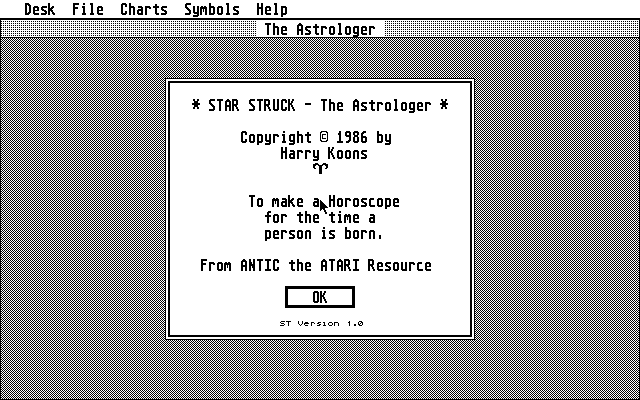 Desk File Charts Symbols Help
The Astrologer
* STAR STRUCK - The Astrologer *
Copyright © 1986 by
Harry Koons
♈
To make a Horoscope
for the time a
person is born.
From ANTIC the ATARI Resource
OK
ST Version 1.0